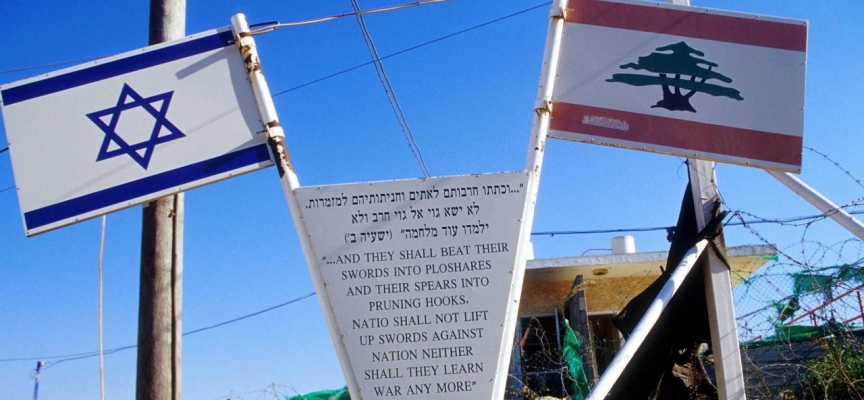 "...וכתתו חרבותם לאתים וחניתותיהם למזמרות.
לא ישא גוי אל גוי חרב ולא
ילמדו עוד מלחמה" (ישעיה ב')
"...AND THEY SHALL BEAT THEIR
SWORDS INTO PLOSHARES
AND THEIR SPEARS INTO
PRUNING HOOKS.
NATIO SHALL NOT LIFT
UP SWORDS AGAINST
NATION NEITHER
SHALL THEY LEARN
WAR ANY MORE"